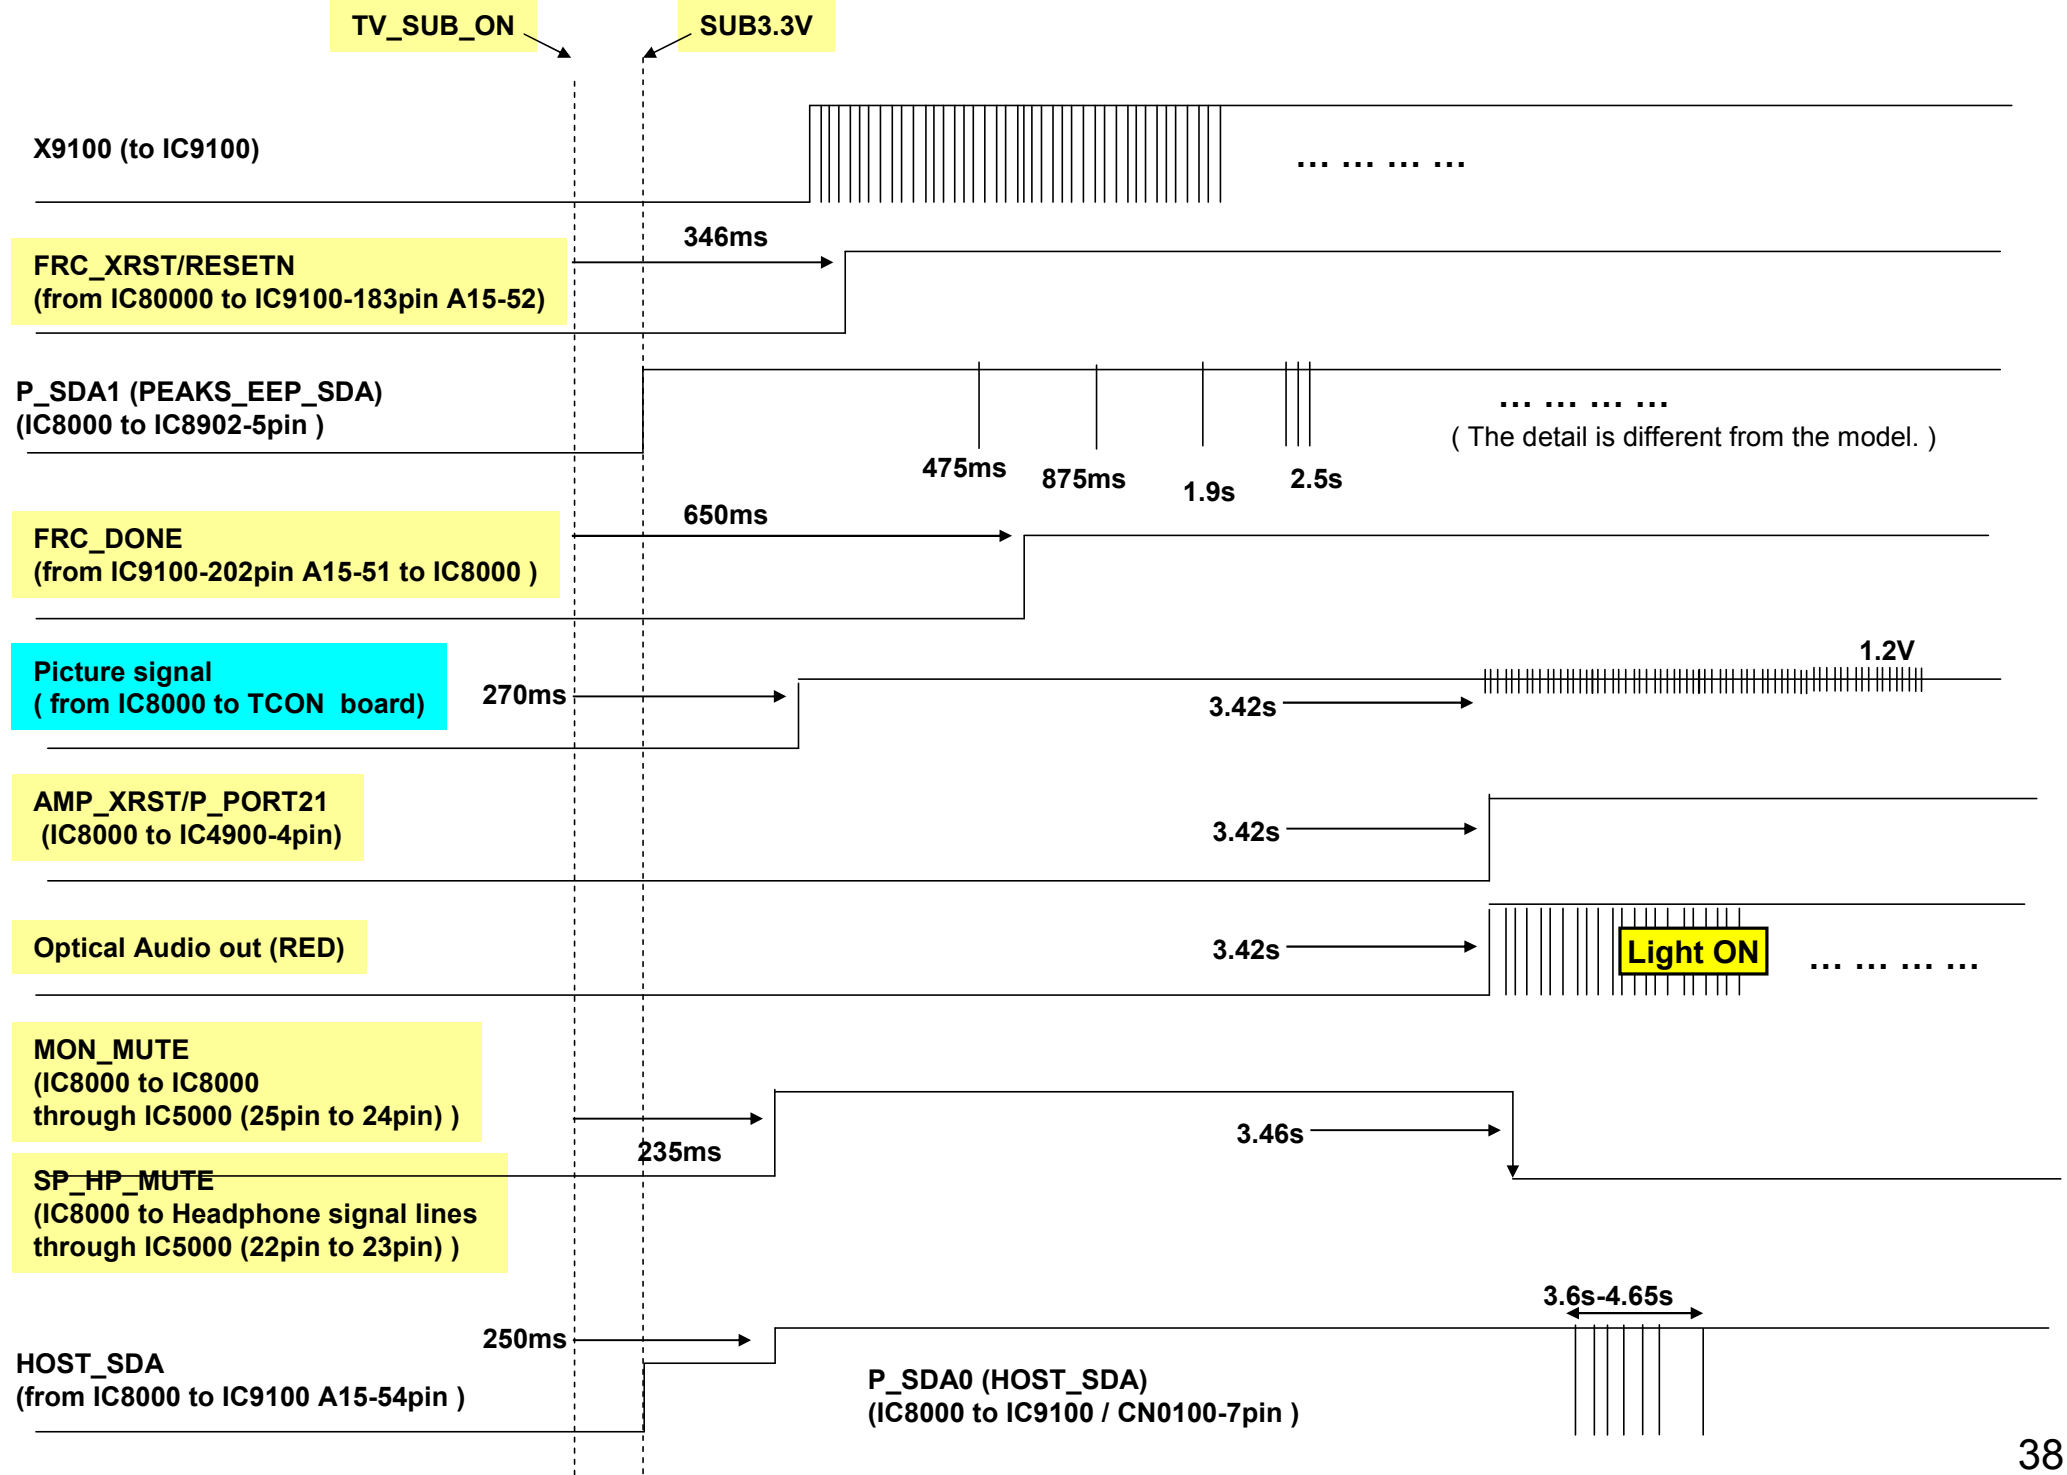 TV_SUB_ON
SUB3.3V
X9100 (to IC9100)
... ... ... ...
346ms
FRC_XRST/RESETN
(from IC80000 to IC9100-183pin A15-52)
P_SDA1 (PEAKS_EEP_SDA)
(IC8000 to IC8902-5pin )
... ... ... ...
( The detail is different from the model. )
475ms
875ms
1.9s
2.5s
650ms
FRC_DONE
(from IC9100-202pin A15-51 to IC8000 )
Picture signal
( from IC8000 to TCON board)
270ms
3.42s
1.2V
AMP_XRST/P_PORT21
(IC8000 to IC4900-4pin)
3.42s
Optical Audio out (RED)
3.42s
Light ON
... ... ... ...
MON_MUTE
(IC8000 to IC8000
through IC5000 (25pin to 24pin) )
235ms
3.46s
SP_HP_MUTE
(IC8000 to Headphone signal lines
through IC5000 (22pin to 23pin) )
3.6s-4.65s
250ms
HOST_SDA
(from IC8000 to IC9100 A15-54pin )
P_SDA0 (HOST_SDA)
(IC8000 to IC9100 / CN0100-7pin )
38